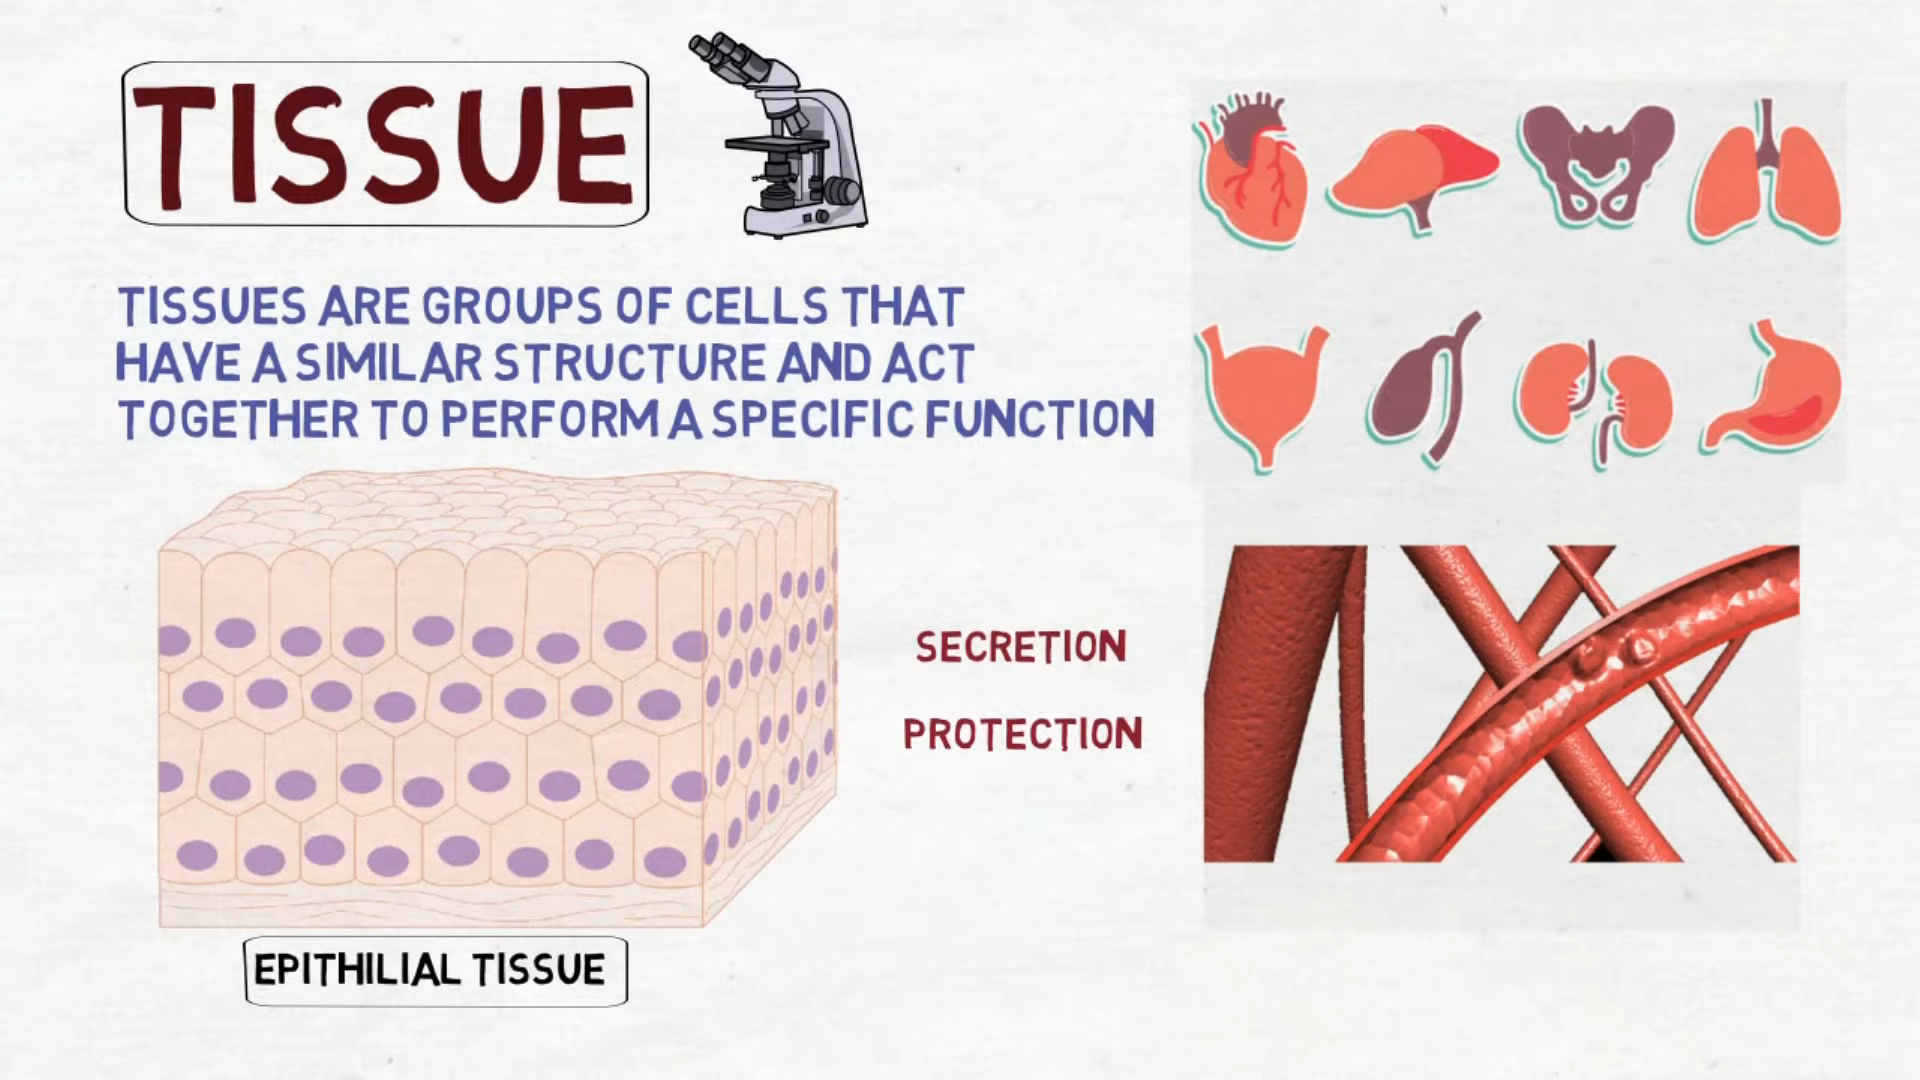 TISSUE
TISSUES ARE GROUPS OF CELLS THAT
HAVE A SIMILAR STRUCTURE AND ACT
TOGETHER TO PERFORM A SPECIFIC FUNCTION
SECRETION
PROTECTION
EPITHILIAL TISSUE